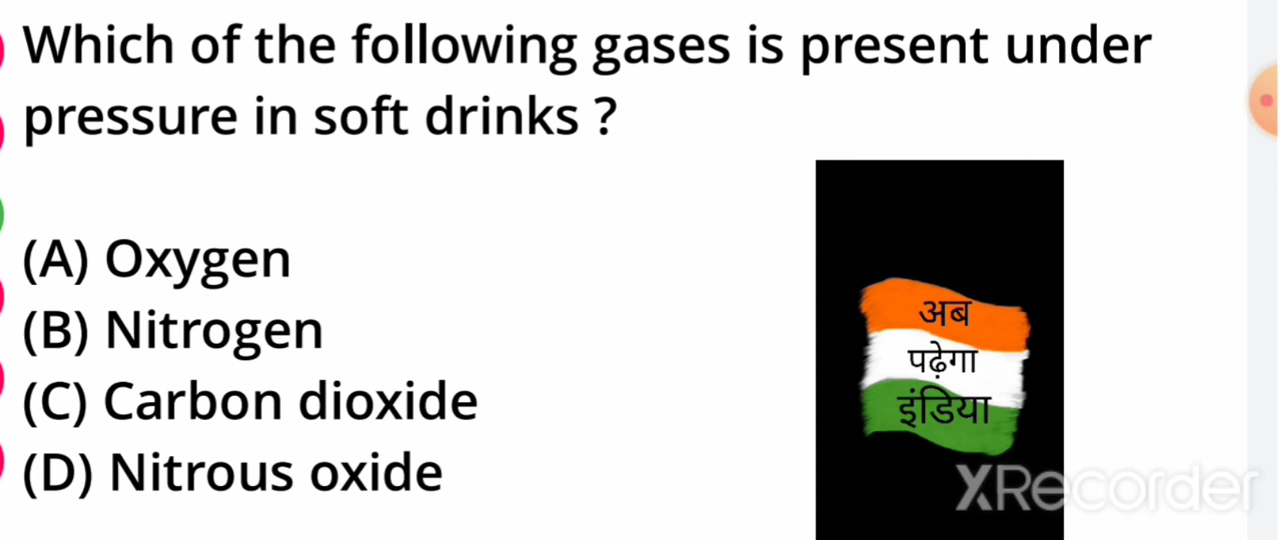 Which of the following gases is present under
pressure in soft drinks ?
(A) Oxygen
(B) Nitrogen
(C) Carbon dioxide
(D) Nitrous oxide
अब
पढ़ेगा
इंडिया
XRecorder